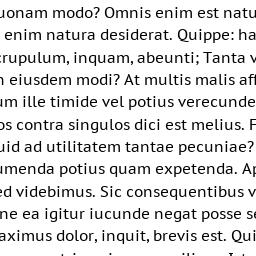 quonam modo? Omnis enim est natu
enim natura desiderat. Quippe: ha
crupulum, inquam, abeunti; Tanta v
n eiusdem modi? At multis malis aff
um ille timide vel potius verecunde
os contra singulos dici est melius. F
uid ad utilitatem tantae pecuniae?
umenda potius quam expetenda. Ap
ed videbimus. Sic consequentibus v
ne ea igitur iucunde negat posse se
aximus dolor, inquit, brevis est. Qui